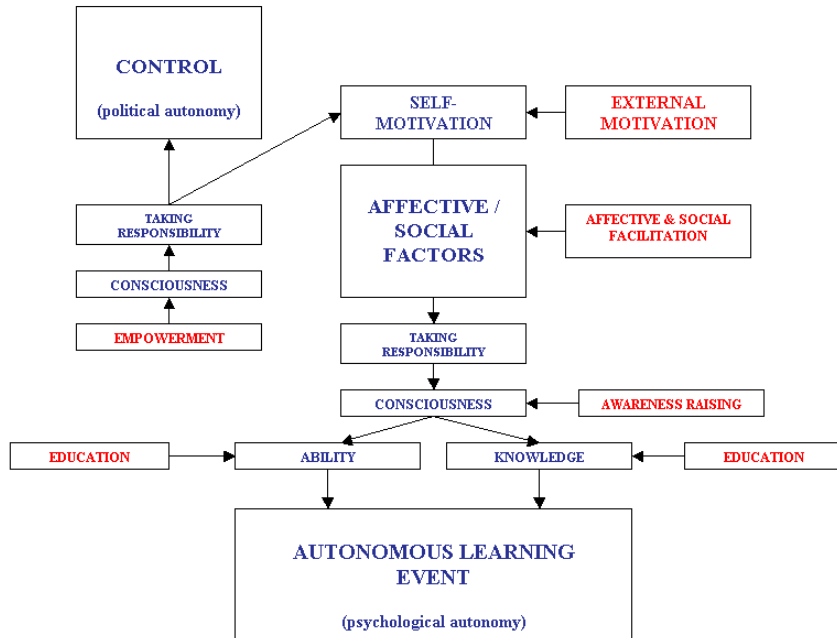 CONTROL
(political autonomy)
SELF-
MOTIVATION
EXTERNAL
MOTIVATION
TAKING
RESPONSIBILITY
AFFECTIVE /
SOCIAL
FACTORS
AFFECTIVE & SOCIAL
FACILITATION
CONSCIOUSNESS
EMPOWERMENT
TAKING
RESPONSIBILITY
CONSCIOUSNESS
AWARENESS RAISING
EDUCATION
ABILITY
KNOWLEDGE
EDUCATION
AUTONOMOUS LEARNING
EVENT
(psychological autonomy)